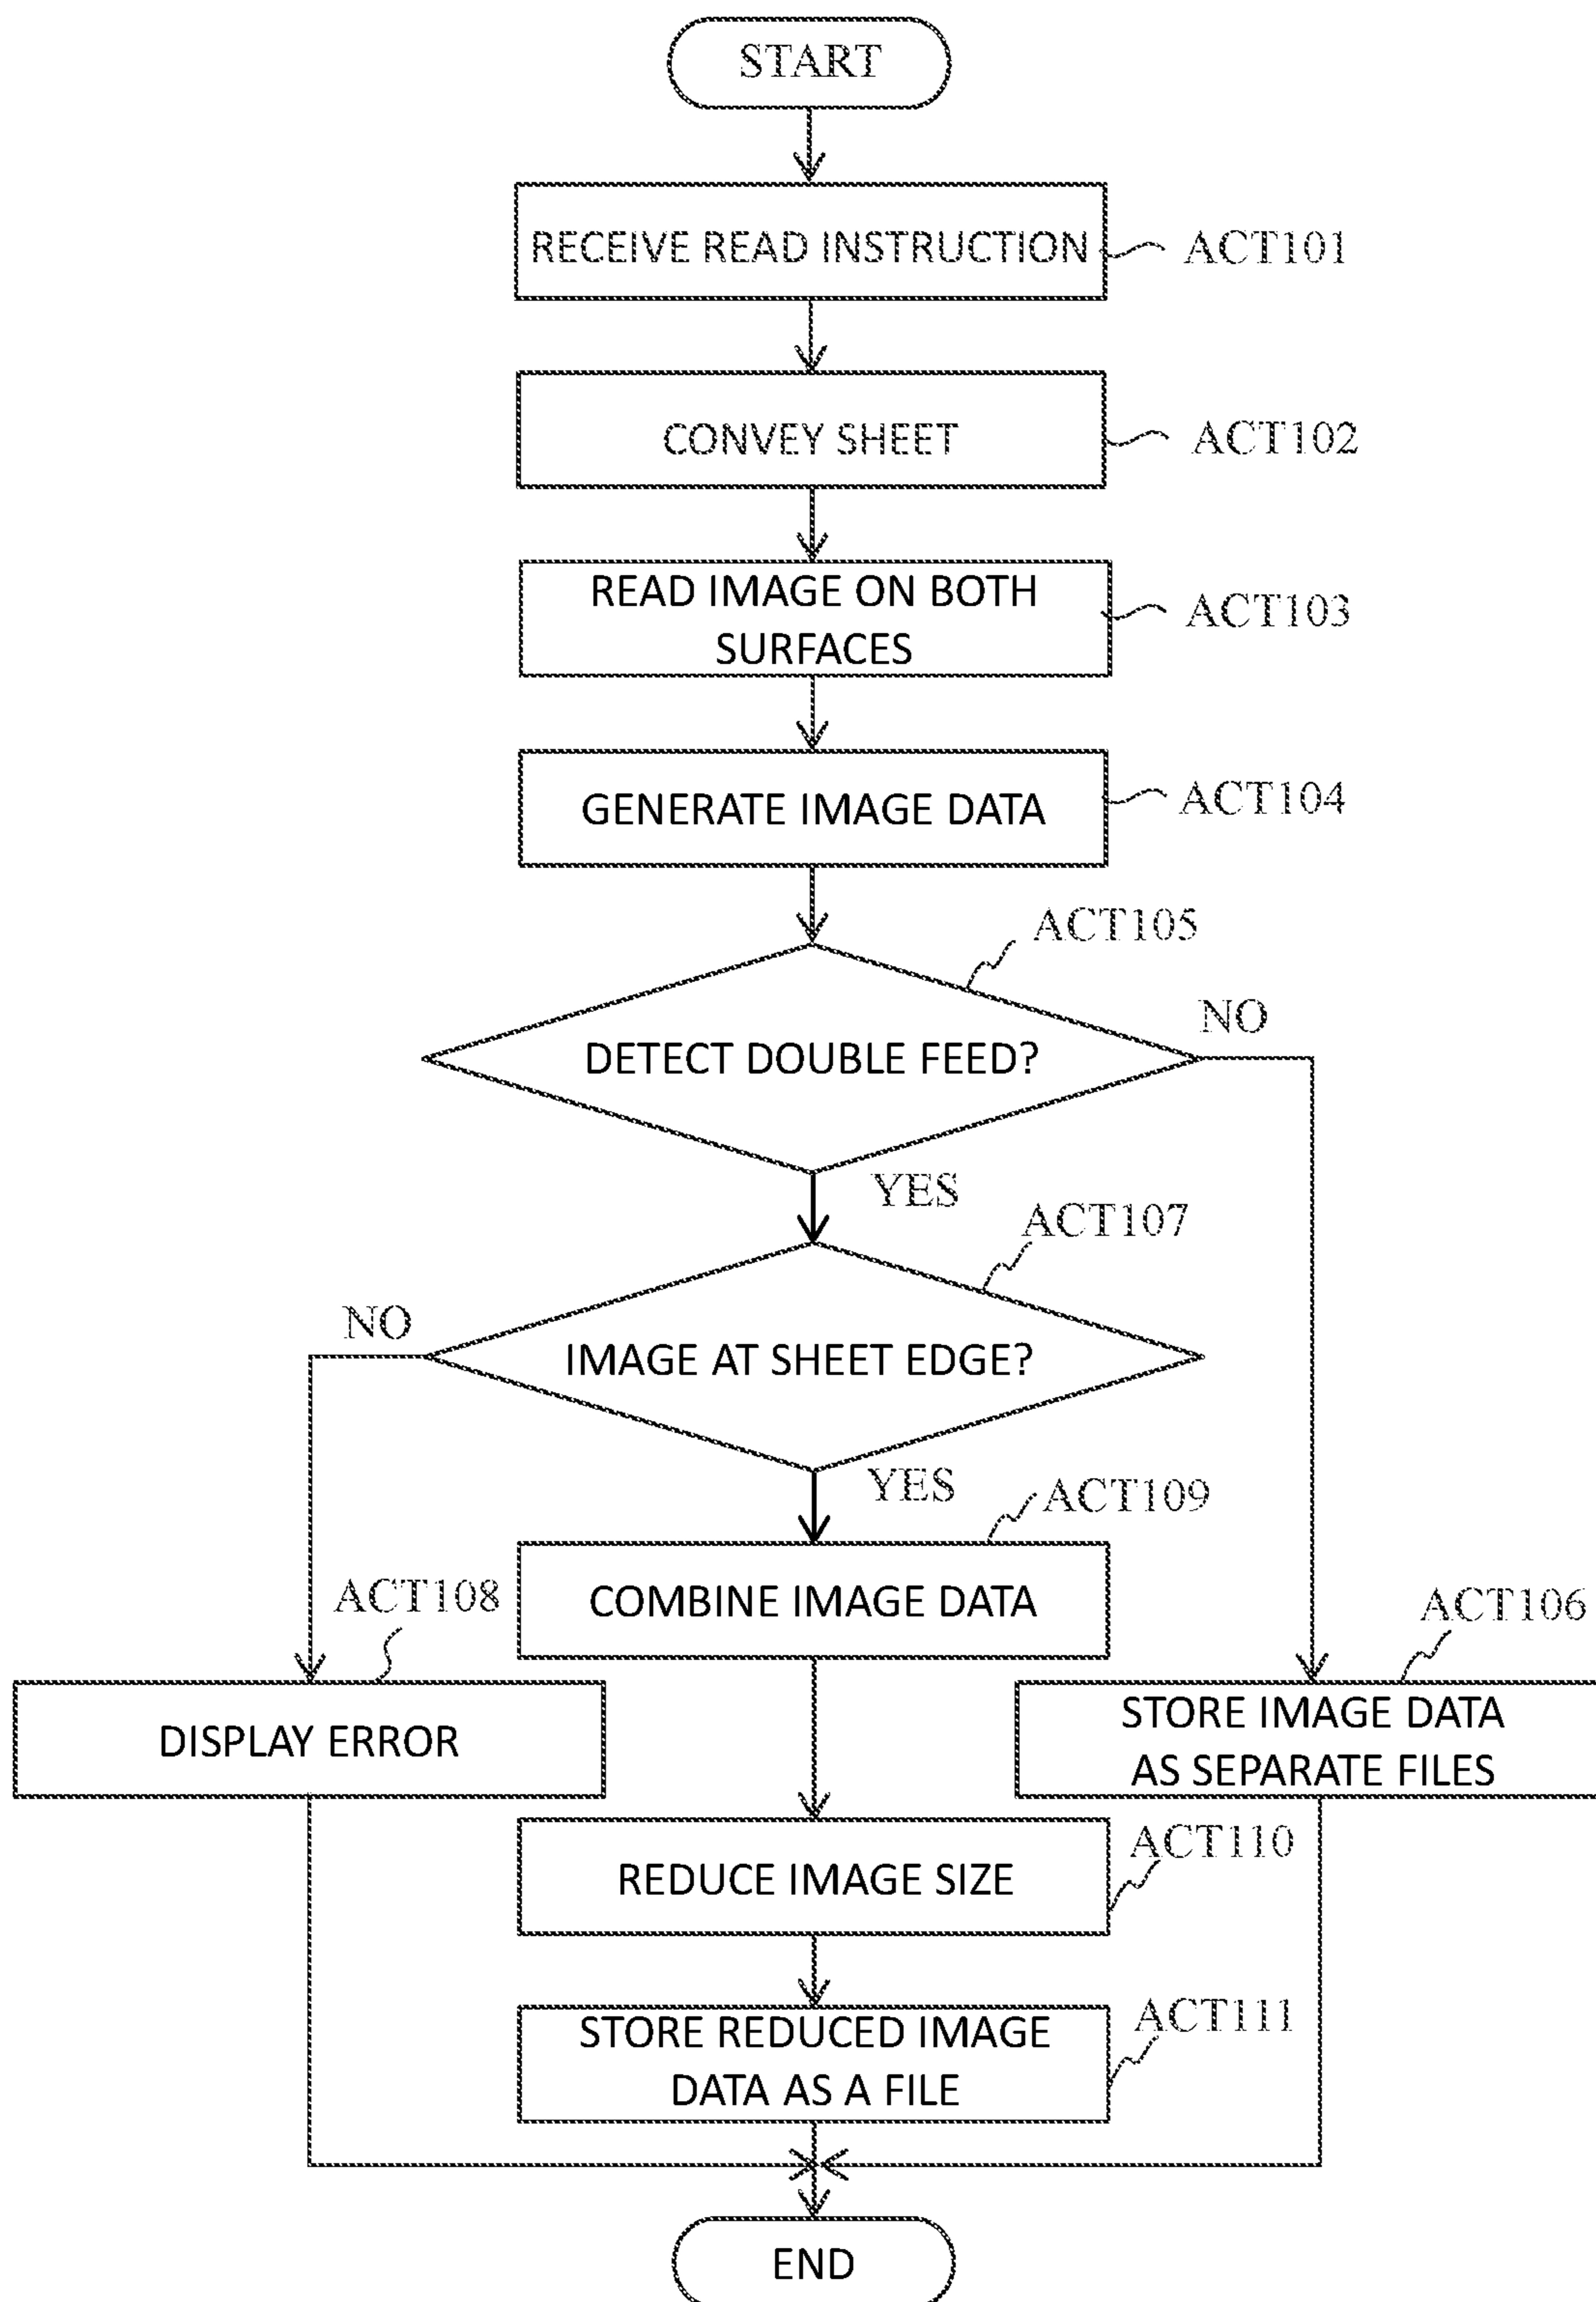 START
RECEIVE READ INSTRUCTION
ACT101
CONVEY SHEET
ACT102
READ IMAGE ON BOTH
SURFACES
ACT103
GENERATE IMAGE DATA
ACT104
ACT105
DETECT DOUBLE FEED?
NO
YES
ACT107
IMAGE AT SHEET EDGE?
NO
YES
ACT109
COMBINE IMAGE DATA
ACT108
DISPLAY ERROR
ACT106
STORE IMAGE DATA
AS SEPARATE FILES
ACT110
REDUCE IMAGE SIZE
ACT111
STORE REDUCED IMAGE
DATA AS A FILE
END